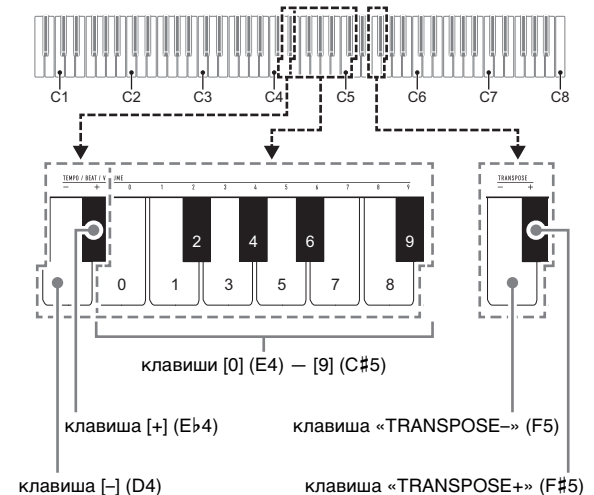 C1 C2 C3 C4 C5 C6 C7 C8
TEMPO / BEAT / V UME TRANSPOSE
− + 0 1 2 3 4 5 6 7 8 9 − +
2 4 6 9
0 1 3 5 7 8
клавиши [0] (E4) — [9] (C♯5)
клавиша [+] (E♭4) клавиша «TRANSPOSE–» (F5)
клавиша [–] (D4) клавиша «TRANSPOSE+» (F♯5)